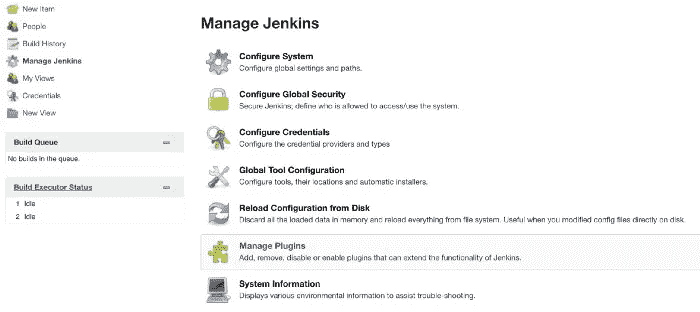 New Item
People
Build History
Manage Jenkins
My Views
Credentials
New View
Build Queue
No builds in the queue.
Build Executor Status
1 Idle
2 Idle
Manage Jenkins
Configure System
Configure global settings and paths.
Configure Global Security
Secure Jenkins; define who is allowed to access/use the system.
Configure Credentials
Configure the credential providers and types
Global Tool Configuration
Configure tools, their locations and automatic installers.
Reload Configuration from Disk
Discard all the loaded data in memory and reload everything from file system. Useful when you modified config files directly on disk.
Manage Plugins
Add, remove, disable or enable plugins that can extend the functionality of Jenkins.
System Information
Displays various environmental information to assist trouble-shooting.